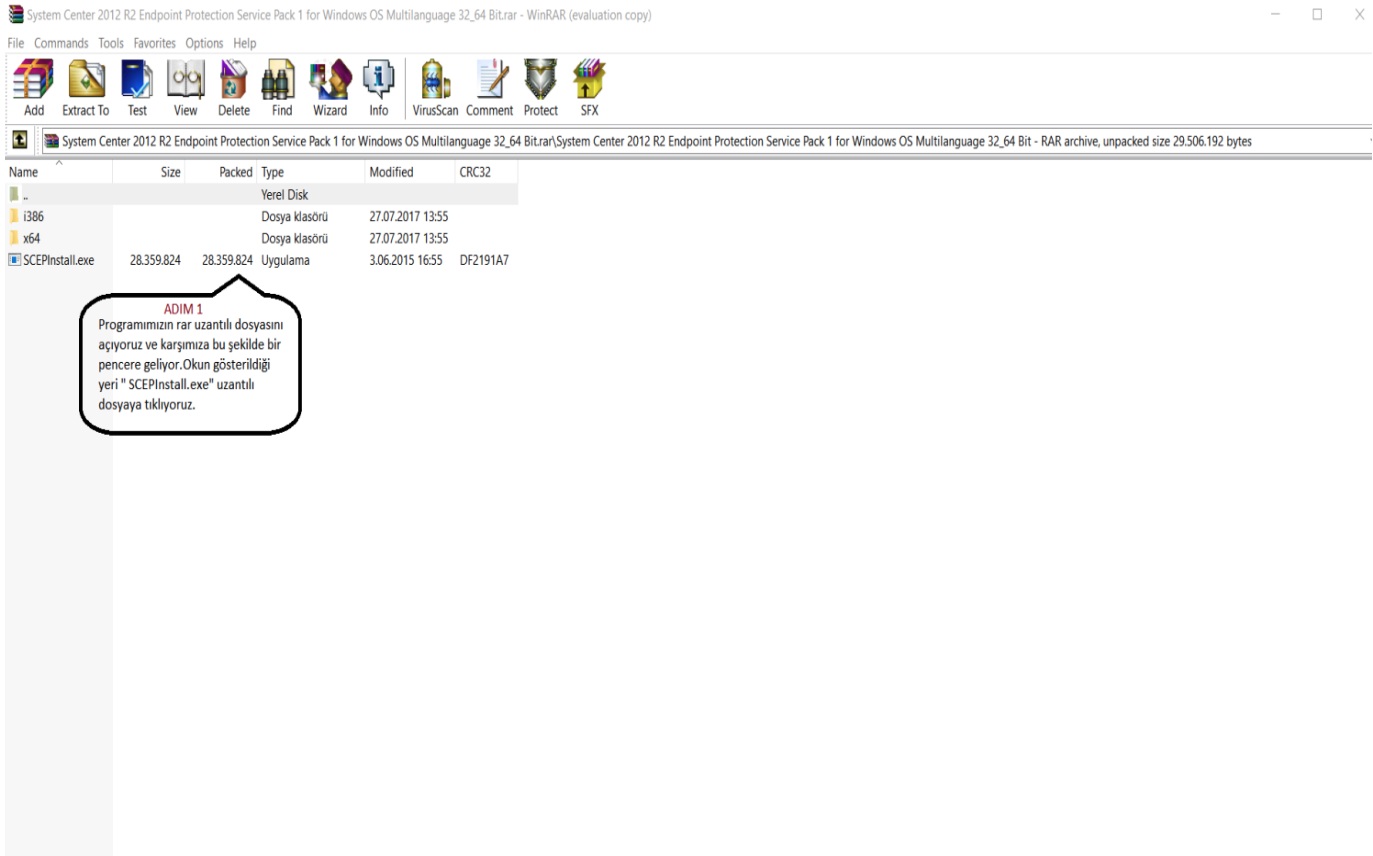 System Center 2012 R2 Endpoint Protection Service Pack 1 for Windows OS Multilanguage 32_64 Bit.rar - WinRAR (evaluation copy)
File Commands Tools Favorites Options Help
Add Extract To Test View Delete Find Wizard Info VirusScan Comment Protect SFX
System Center 2012 R2 Endpoint Protection Service Pack 1 for Windows OS Multilanguage 32_64 Bit.rar\System Center 2012 R2 Endpoint Protection Service Pack 1 for Windows OS Multilanguage 32_64 Bit - RAR archive, unpacked size 29.506.192 bytes
Name Size Packed Type Modified CRC32
.. Yerel Disk
i386 Dosya klasörü 27.07.2017 13:55
x64 Dosya klasörü 27.07.2017 13:55
SCEPInstall.exe 28.359.824 28.359.824 Uygulama 3.06.2015 16:55 DF2191A7
ADIM 1
Programımızın rar uzantılı dosyasını
açıyoruz ve karşımıza bu şekilde bir
pencere geliyor.Okun gösterildiği
yeri " SCEPInstall.exe" uzantılı
dosyaya tıklıyoruz.